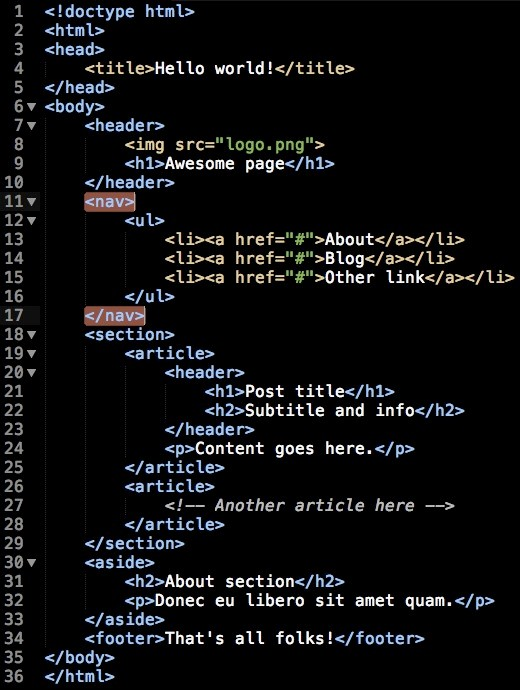 1 <!doctype html>
2 <html>
3 <head>
4     <title>Hello world!</title>
5 </head>
6 <body>
7     <header>
8         <img src="logo.png">
9         <h1>Awesome page</h1>
10     </header>
11     <nav>
12         <ul>
13             <li><a href="#">About</a></li>
14             <li><a href="#">Blog</a></li>
15             <li><a href="#">Other link</a></li>
16         </ul>
17     </nav>
18     <section>
19         <article>
20             <header>
21                 <h1>Post title</h1>
22                 <h2>Subtitle and info</h2>
23             </header>
24             <p>Content goes here.</p>
25         </article>
26         <article>
27             <!-- Another article here -->
28         </article>
29     </section>
30     <aside>
31         <h2>About section</h2>
32         <p>Donec eu libero sit amet quam.</p>
33     </aside>
34     <footer>That's all folks!</footer>
35 </body>
36 </html>